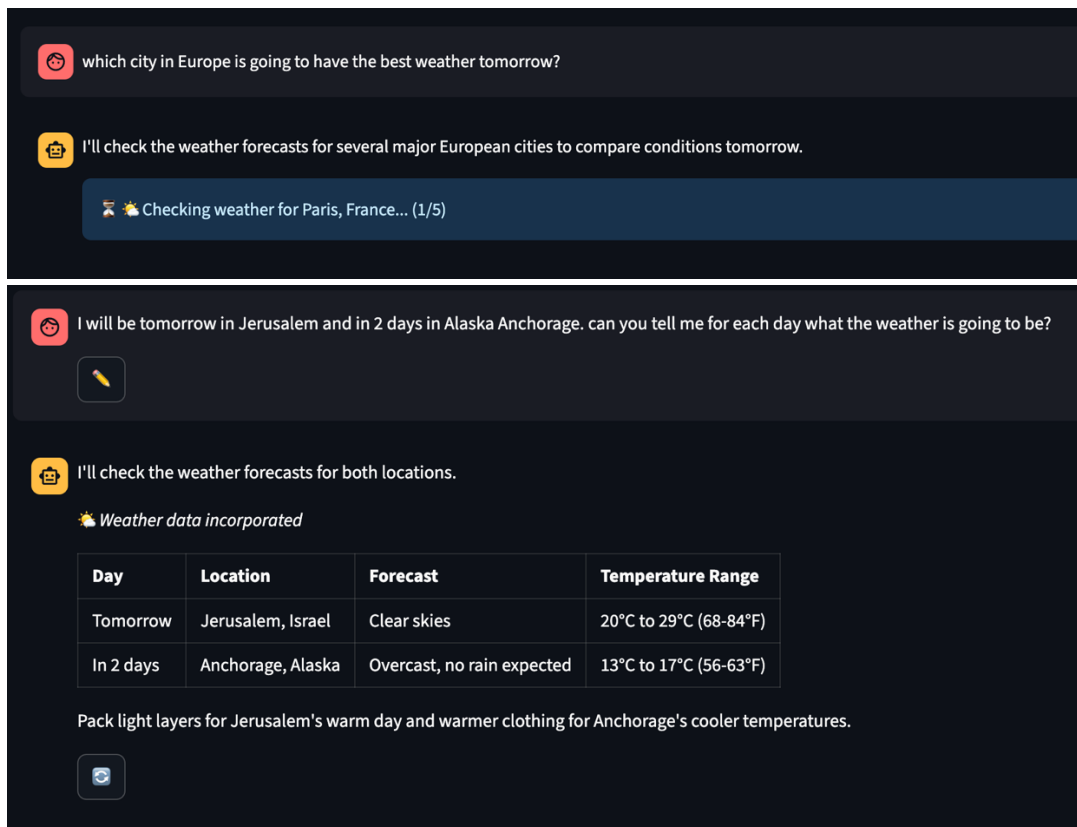 which city in Europe is going to have the best weather tomorrow?
I'll check the weather forecasts for several major European cities to compare conditions tomorrow.
⏳ 🌤️ Checking weather for Paris, France... (1/5)
I will be tomorrow in Jerusalem and in 2 days in Alaska Anchorage. can you tell me for each day what the weather is going to be?
I'll check the weather forecasts for both locations.
🌤️ Weather data incorporated
Day Location Forecast Temperature Range
Tomorrow Jerusalem, Israel Clear skies 20°C to 29°C (68-84°F)
In 2 days Anchorage, Alaska Overcast, no rain expected 13°C to 17°C (56-63°F)
Pack light layers for Jerusalem's warm day and warmer clothing for Anchorage's cooler temperatures.